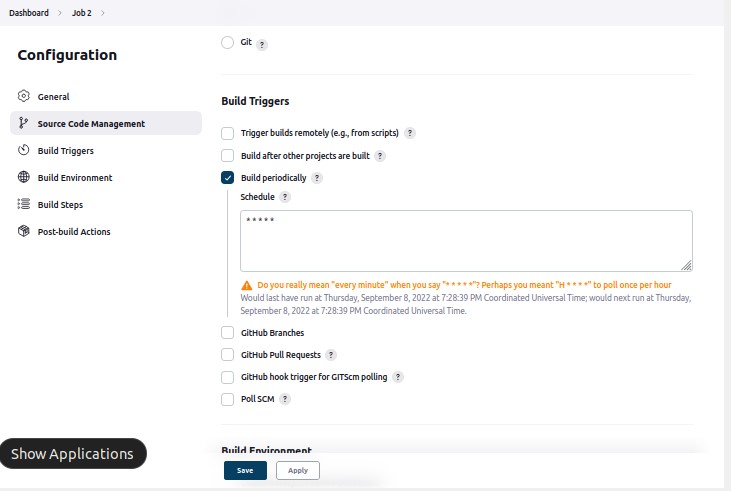 Dashboard > Job 2 >
Configuration
General
Source Code Management
Build Triggers
Build Environment
Build Steps
Post-build Actions
Git ?
Build Triggers
Trigger builds remotely (e.g., from scripts) ?
Build after other projects are built ?
Build periodically ?
Schedule ?
* * * * *
Do you really mean "every minute" when you say "* * * * *"? Perhaps you meant "H * * * *" to poll once per hour
Would last have run at Thursday, September 8, 2022 at 7:28:39 PM Coordinated Universal Time; would next run at Thursday,
September 8, 2022 at 7:28:39 PM Coordinated Universal Time.
GitHub Branches
GitHub Pull Requests ?
GitHub hook trigger for GITScm polling ?
Poll SCM ?
Build Environment
Show Applications
Save
Apply